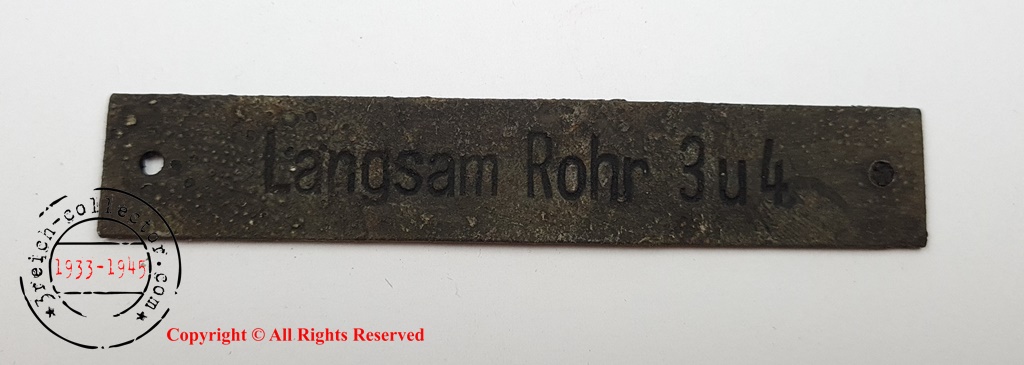 Langsam Rohr 3 u 4
3reich-collector.com
1933-1945
Copyright © All Rights Reserved